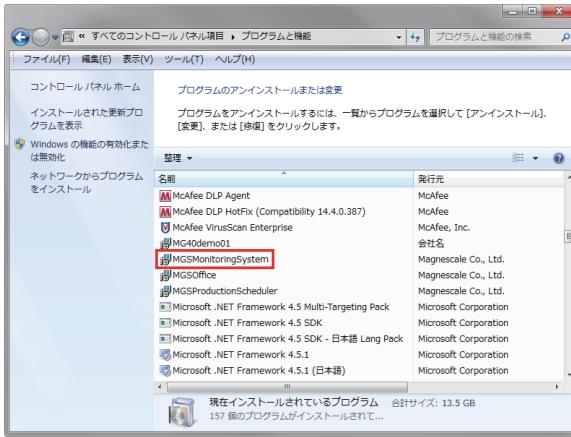 « すべてのコントロール パネル項目 ▸ プログラムと機能
プログラムと機能の検索
ファイル(F) 編集(E) 表示(V) ツール(T) ヘルプ(H)
コントロール パネル ホーム
インストールされた更新プロ
グラムを表示
Windows の機能の有効化また
は無効化
ネットワークからプログラム
をインストール
プログラムのアンインストールまたは変更
プログラムをアンインストールするには、一覧からプログラムを選択して [アンインストール]、
[変更]、または [修復] をクリックします。
整理
名前 発行元
McAfee DLP Agent McAfee
McAfee DLP HotFix (Compatibility 14.4.0.387) McAfee
McAfee VirusScan Enterprise McAfee, Inc.
MG40demo01 会社名
MGSMonitoringSystem Magnescale Co., Ltd.
MGSOffice Magnescale Co., Ltd.
MGSProductionScheduler Magnescale Co., Ltd.
Microsoft .NET Framework 4.5 Multi-Targeting Pack Microsoft Corporation
Microsoft .NET Framework 4.5 SDK Microsoft Corporation
Microsoft .NET Framework 4.5 SDK - 日本語 Lang Pack Microsoft Corporation
Microsoft .NET Framework 4.5.1 Microsoft Corporation
Microsoft .NET Framework 4.5.1 (日本語) Microsoft Corporation
現在インストールされているプログラム 合計サイズ: 13.5 GB
157 個のプログラムがインストールされて...